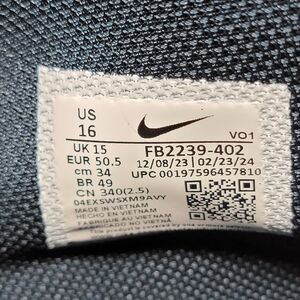 US
16
V01
UK 15
FB2239-402
EUR 50.5
12/08/23 | 02/23/24
cm 34
UPC 00197596457810
BR 49
CN 340(2.5)
04EXSWSXM9AVY
MADE IN VIETNAM
HECHO EN VIETNAM
FABRIQUE AU VIETNAM